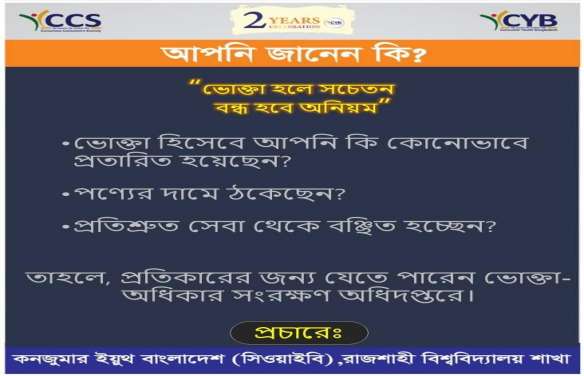 CCS
2 YEARS
CYB
আপনি জানেন কি?
“ভোক্তা হলে সচেতন
বন্ধ হবে অনিয়ম”
•ভোক্তা হিসেবে আপনি কি কোনোভাবে
প্রতারিত হয়েছেন?
•পণ্যের দামে ঠকেছেন?
•প্রতিশ্রুত সেবা থেকে বঞ্ছিত হচ্ছেন?
তাহলে, প্রতিকারের জন্য যেতে পারেন ভোক্তা-
অধিকার সংরক্ষণ অধিদপ্তরে।
প্রচারেঃ
কনজুমার ইয়ুথ বাংলাদেশ (সিওয়াইবি) ,রাজশাহী বিশ্ববিদ্যালয় শাখা